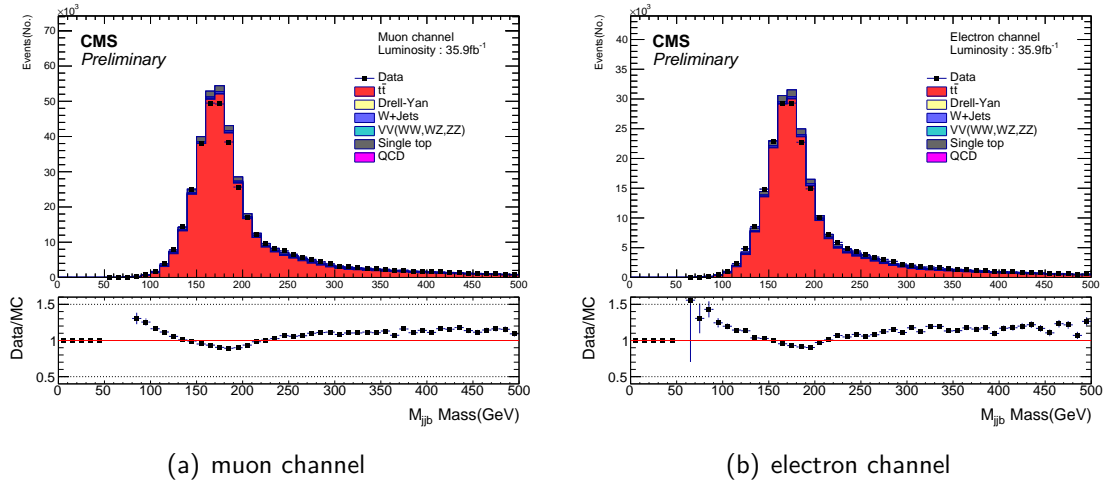 ×10³
Events(No.)
CMS
Preliminary
Muon channel
Luminosity : 35.9fb⁻¹
Data
tt̄
Drell-Yan
W+Jets
VV(WW,WZ,ZZ)
Single top
QCD
60
50
40
30
20
10
0
0 50 100 150 200 250 300 350 400 450 500
Data/MC
1.5
1
0.5
0 50 100 150 200 250 300 350 400 450 500
M_jjb Mass(GeV)
(a) muon channel
×10³
Events(No.)
CMS
Preliminary
Electron channel
Luminosity : 35.9fb⁻¹
Data
tt̄
Drell-Yan
W+Jets
VV(WW,WZ,ZZ)
Single top
QCD
40
35
30
25
20
15
10
5
0
0 50 100 150 200 250 300 350 400 450 500
Data/MC
1.5
1
0.5
0 50 100 150 200 250 300 350 400 450 500
M_jjb Mass(GeV)
(b) electron channel